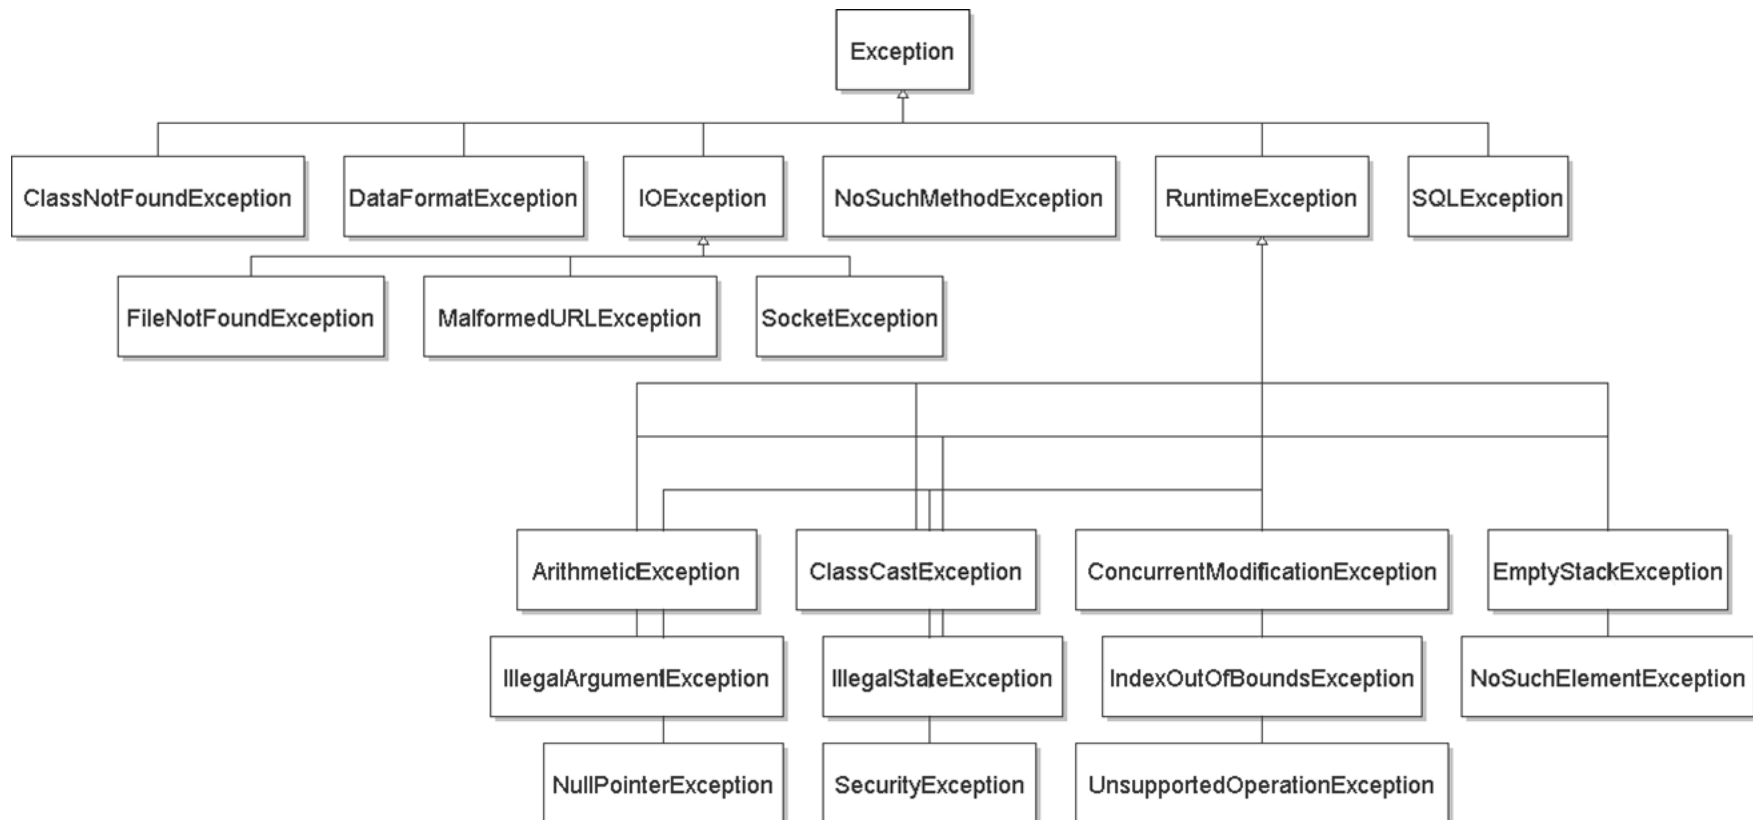 Exception
ClassNotFoundException
DataFormatException
IOException
NoSuchMethodException
RuntimeException
SQLException
FileNotFoundException
MalformedURLException
SocketException
ArithmeticException
ClassCastException
ConcurrentModificationException
EmptyStackException
IllegalArgumentException
IllegalStateException
IndexOutOfBoundsException
NoSuchElementException
NullPointerException
SecurityException
UnsupportedOperationException